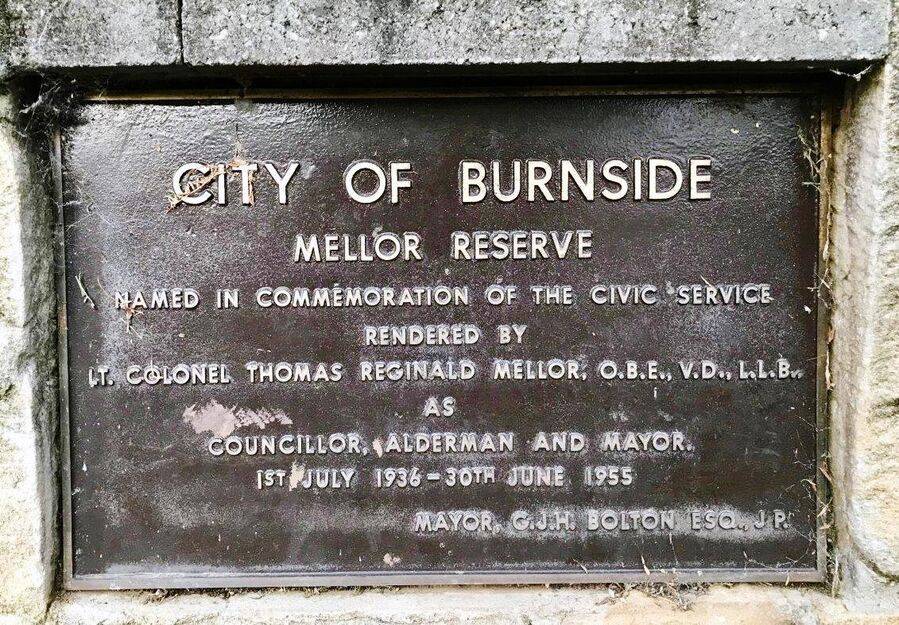 CITY OF BURNSIDE
MELLOR RESERVE
NAMED IN COMMEMORATION OF THE CIVIC SERVICE
RENDERED BY
LT. COLONEL THOMAS REGINALD MELLOR, O.B.E., V.D., L.L.B.
AS
COUNCILLOR, ALDERMAN AND MAYOR.
1ST JULY 1936 – 30TH JUNE 1955
MAYOR, G.J.H. BOLTON ESQ., J.P.